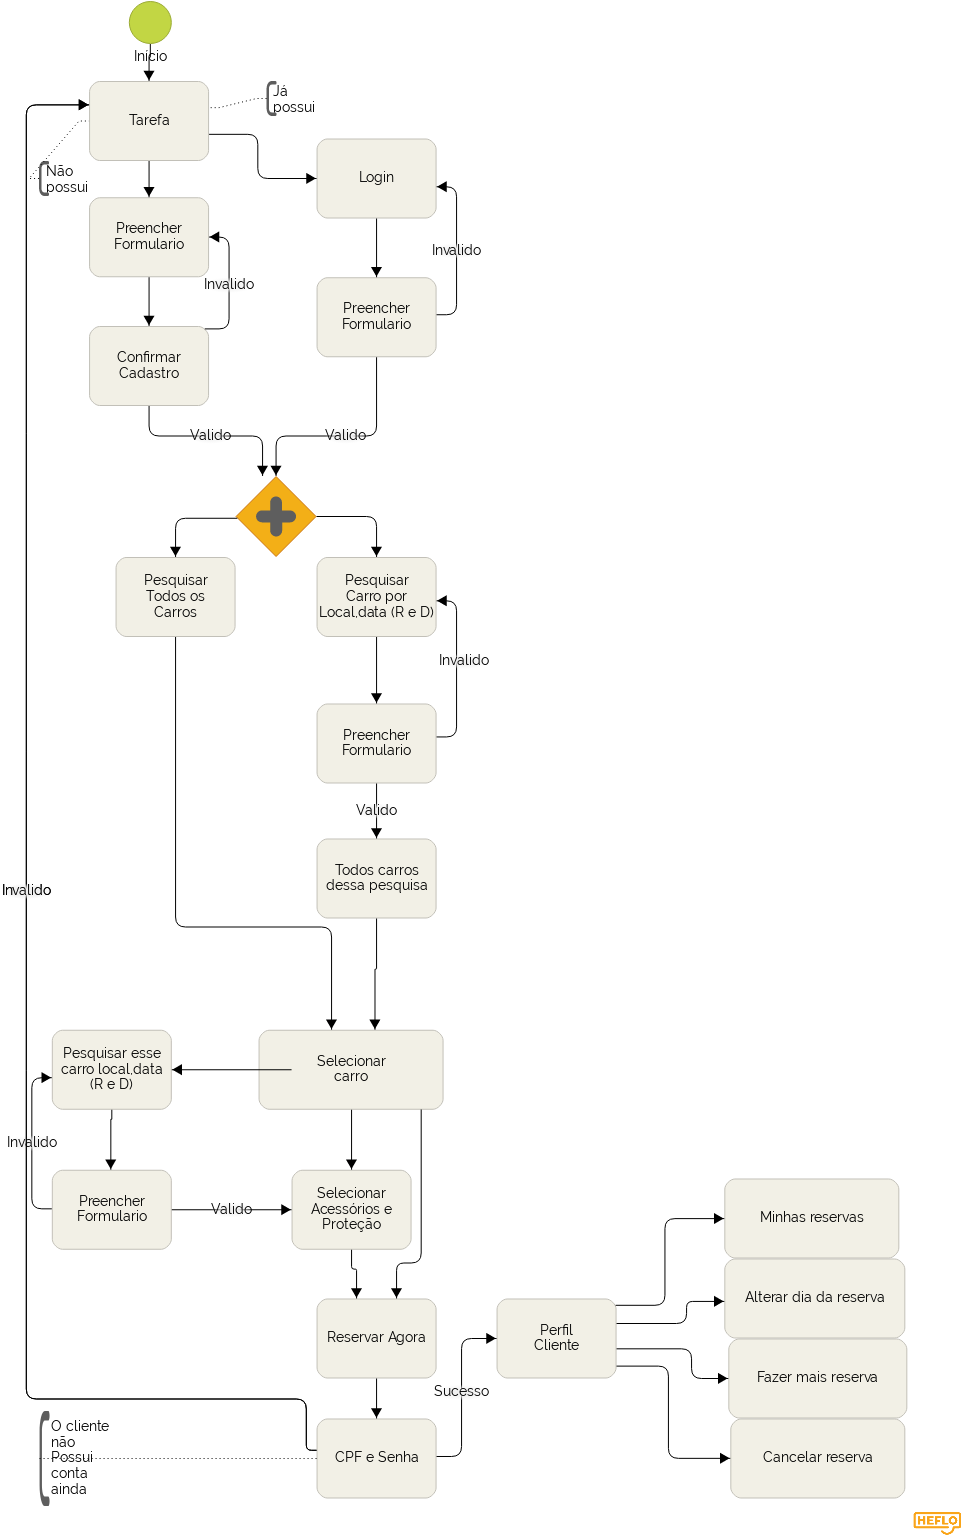 Início
Tarefa
Já
possui
Não
possui
Login
Preencher
Formulario
Invalido
Invalido
Preencher
Formulario
Confirmar
Cadastro
Valido
Valido
Pesquisar
Todos os
Carros
Pesquisar
Carro por
Local,data (R e D)
Invalido
Preencher
Formulario
Valido
Todos carros
dessa pesquisa
Invalido
Pesquisar esse
carro local,data
(R e D)
Selecionar
carro
Invalido
Preencher
Formulario
Valido
Selecionar
Acessórios e
Proteção
Minhas reservas
Alterar dia da reserva
Reservar Agora
Perfil
Cliente
Fazer mais reserva
Sucesso
O cliente
não
Possui
conta
ainda
CPF e Senha
Cancelar reserva
HEFLO